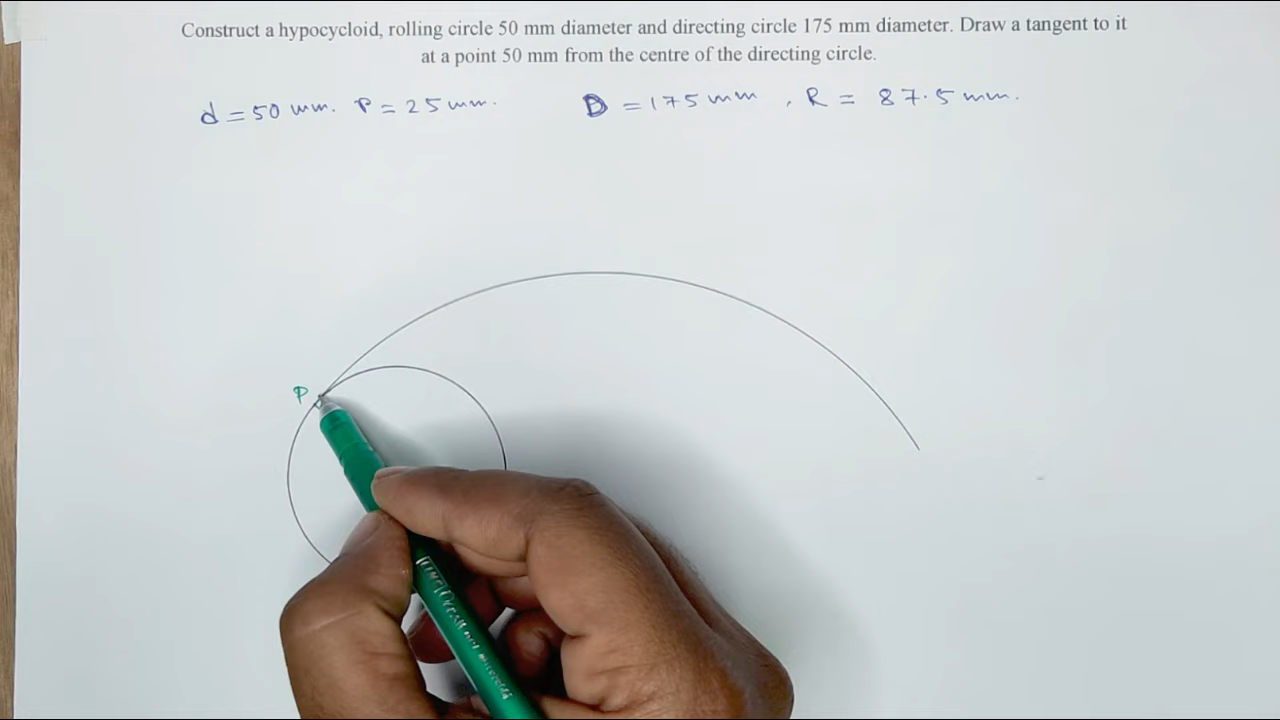 Construct a hypocycloid, rolling circle 50 mm diameter and directing circle 175 mm diameter. Draw a tangent to it
at a point 50 mm from the centre of the directing circle.
d = 50 mm. r = 25 mm. D = 175 mm , R = 87.5 mm.
P